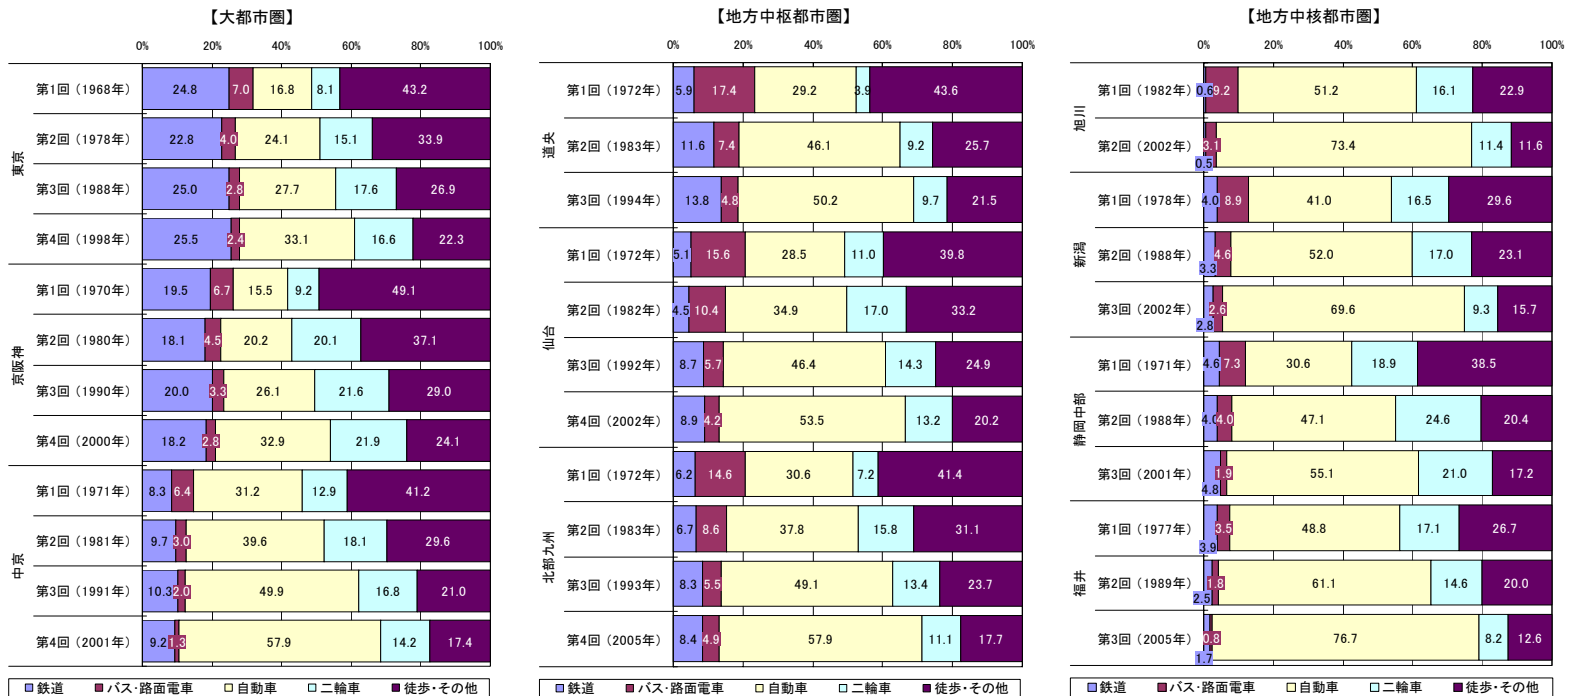 【大都市圏】
0% 20% 40% 60% 80% 100%
東京
第1回（1968年） 24.8 7.0 16.8 8.1 43.2
第2回（1978年） 22.8 4.0 24.1 15.1 33.9
第3回（1988年） 25.0 2.8 27.7 17.6 26.9
第4回（1998年） 25.5 2.4 33.1 16.6 22.3
京阪神
第1回（1970年） 19.5 6.7 15.5 9.2 49.1
第2回（1980年） 18.1 4.5 20.2 20.1 37.1
第3回（1990年） 20.0 3.3 26.1 21.6 29.0
第4回（2000年） 18.2 2.8 32.9 21.9 24.1
中京
第1回（1971年） 8.3 6.4 31.2 12.9 41.2
第2回（1981年） 9.7 3.0 39.6 18.1 29.6
第3回（1991年） 10.3 2.0 49.9 16.8 21.0
第4回（2001年） 9.2 1.3 57.9 14.2 17.4
鉄道 バス・路面電車 自動車 二輪車 徒歩・その他
【地方中枢都市圏】
0% 20% 40% 60% 80% 100%
道央
第1回（1972年） 5.9 17.4 29.2 3.9 43.6
第2回（1983年） 11.6 7.4 46.1 9.2 25.7
第3回（1994年） 13.8 4.8 50.2 9.7 21.5
仙台
第1回（1972年） 5.1 15.6 28.5 11.0 39.8
第2回（1982年） 4.5 10.4 34.9 17.0 33.2
第3回（1992年） 8.7 5.7 46.4 14.3 24.9
第4回（2002年） 8.9 4.2 53.5 13.2 20.2
北部九州
第1回（1972年） 6.2 14.6 30.6 7.2 41.4
第2回（1983年） 6.7 8.6 37.8 15.8 31.1
第3回（1993年） 8.3 5.5 49.1 13.4 23.7
第4回（2005年） 8.4 4.9 57.9 11.1 17.7
鉄道 バス・路面電車 自動車 二輪車 徒歩・その他
【地方中核都市圏】
0% 20% 40% 60% 80% 100%
旭川
第1回（1982年） 0.6 9.2 51.2 16.1 22.9
第2回（2002年） 0.5 3.1 73.4 11.4 11.6
新潟
第1回（1978年） 4.0 8.9 41.0 16.5 29.6
第2回（1988年） 3.3 4.6 52.0 17.0 23.1
第3回（2002年） 2.8 2.6 69.6 9.3 15.7
静岡中部
第1回（1971年） 4.6 7.3 30.6 18.9 38.5
第2回（1988年） 4.0 4.0 47.1 24.6 20.4
第3回（2001年） 4.8 1.9 55.1 21.0 17.2
福井
第1回（1977年） 3.9 3.5 48.8 17.1 26.7
第2回（1989年） 2.5 1.8 61.1 14.6 20.0
第3回（2005年） 1.7 0.8 76.7 8.2 12.6
鉄道 バス・路面電車 自動車 二輪車 徒歩・その他